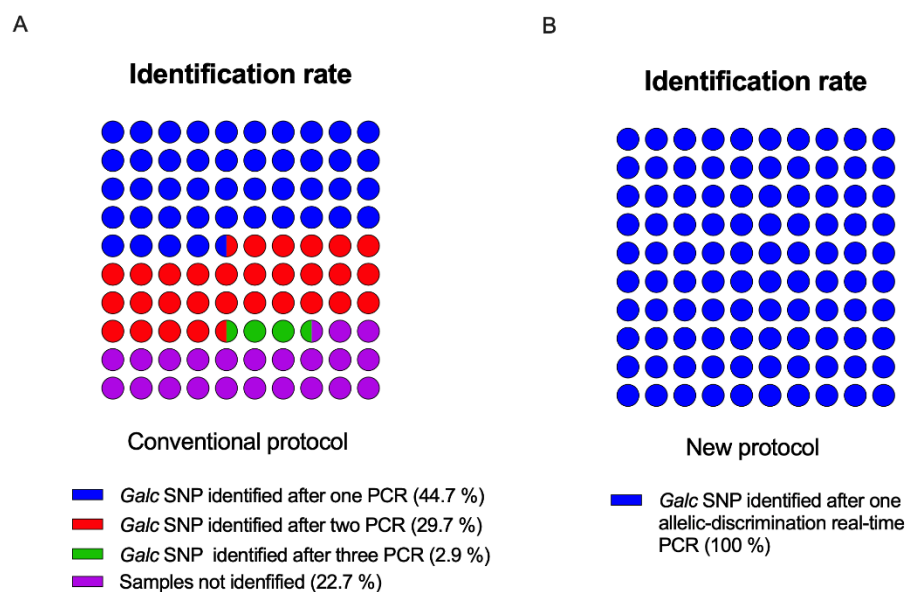 A
Identification rate
Conventional protocol
Galc SNP identified after one PCR (44.7 %)
Galc SNP identified after two PCR (29.7 %)
Galc SNP identified after three PCR (2.9 %)
Samples not identified (22.7 %)
B
Identification rate
New protocol
Galc SNP identified after one
allelic-discrimination real-time
PCR (100 %)